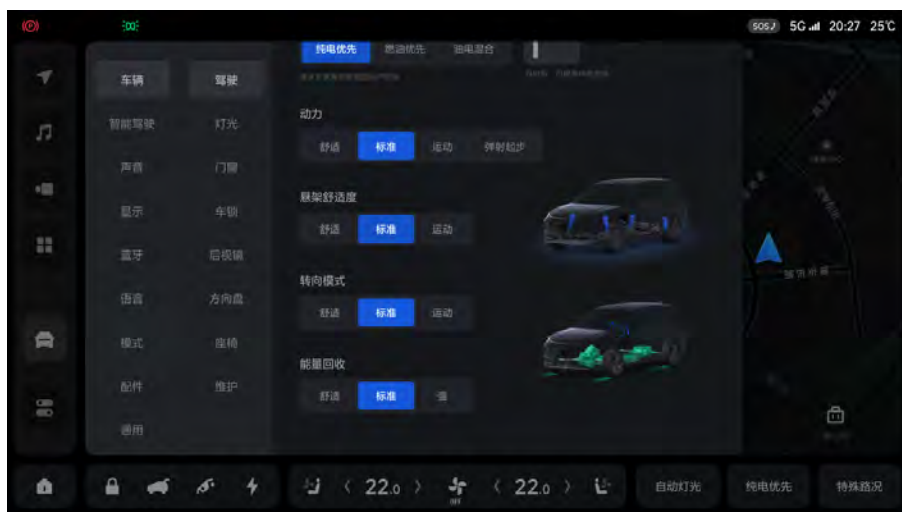 SOS
5G
20:27
25℃
纯电优先
燃油优先
油电混合
车辆
驾驶
智能驾驶
灯光
声音
门窗
显示
车锁
蓝牙
后视镜
语音
方向盘
模式
座椅
配件
维护
通用
动力
舒适
标准
运动
弹射起步
悬架舒适度
舒适
标准
运动
转向模式
舒适
标准
运动
能量回收
舒适
标准
强
22.0
OFF
22.0
自动灯光
纯电优先
特殊路况